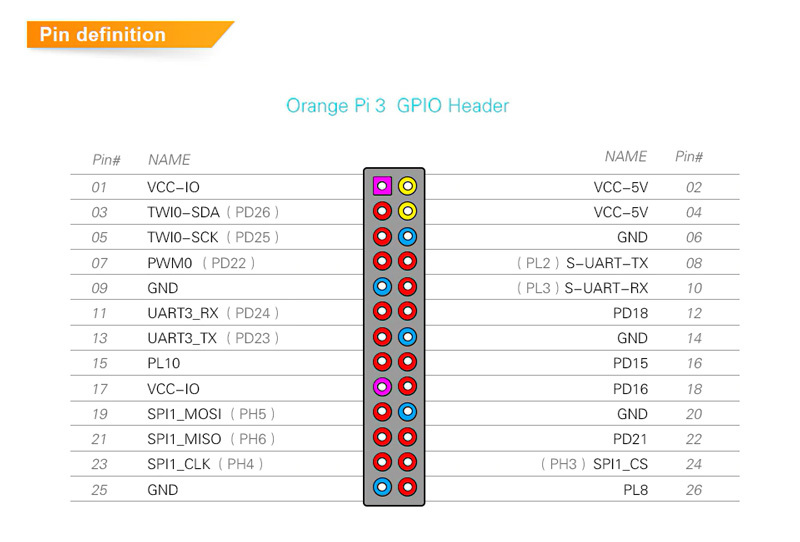 Pin definition
Orange Pi 3 GPIO Header
Pin# NAME NAME Pin#
01 VCC-IO VCC-5V 02
03 TWI0-SDA ( PD26 ) VCC-5V 04
05 TWI0-SCK ( PD25 ) GND 06
07 PWM0 ( PD22 ) ( PL2 ) S-UART-TX 08
09 GND ( PL3 ) S-UART-RX 10
11 UART3_RX ( PD24 ) PD18 12
13 UART3_TX ( PD23 ) GND 14
15 PL10 PD15 16
17 VCC-IO PD16 18
19 SPI1_MOSI ( PH5 ) GND 20
21 SPI1_MISO ( PH6 ) PD21 22
23 SPI1_CLK ( PH4 ) ( PH3 ) SPI1_CS 24
25 GND PL8 26